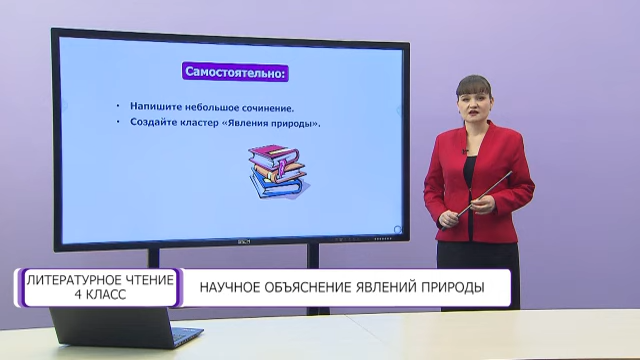 Самостоятельно:
• Напишите небольшое сочинение.
• Создайте кластер «Явления природы».
ЛИТЕРАТУРНОЕ ЧТЕНИЕ
4 КЛАСС
НАУЧНОЕ ОБЪЯСНЕНИЕ ЯВЛЕНИЙ ПРИРОДЫ